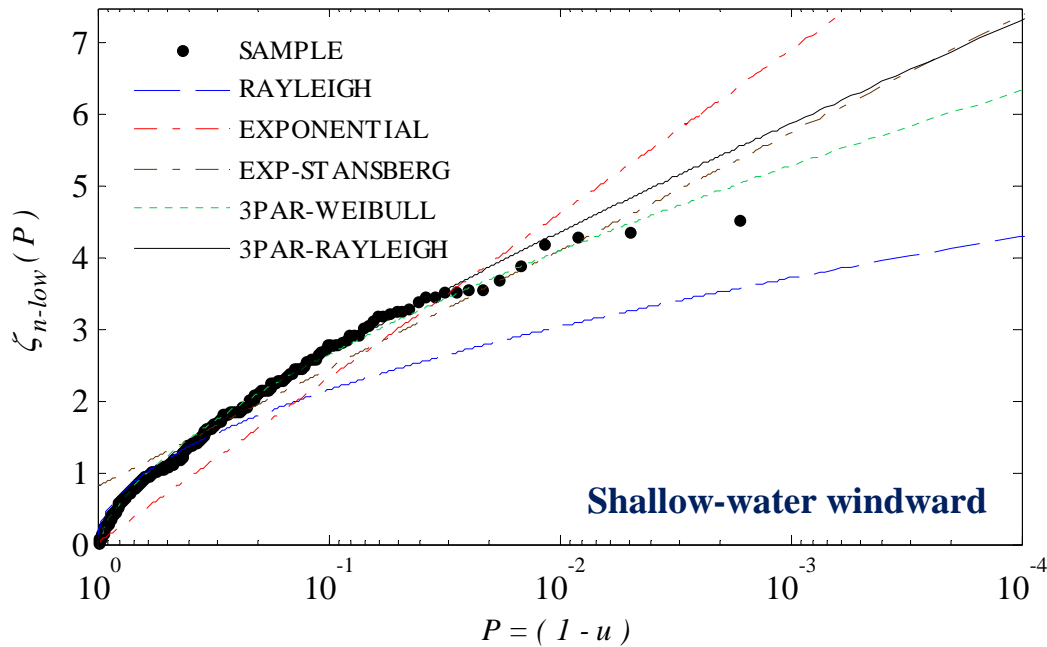 7
6
5
4
3
2
1
0
ζn-low(P)
SAMPLE
RAYLEIGH
EXPONENTIAL
EXP-STANSBERG
3PAR-WEIBULL
3PAR-RAYLEIGH
Shallow-water windward
10^0 10^-1 10^-2 10^-3 10^-4
P = ( 1 - u )